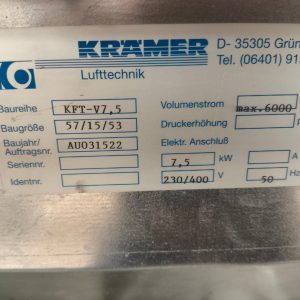 KRÄMER
Lufttechnik
D- 35305 Grün
Tel. (06401) 91
Baureihe KFT-V7,5
Baugröße 57/15/53
Baujahr/
Auftragsnr. AU031522
Seriennr.
Identnr.
Volumenstrom max.6000
Druckerhöhung p
Elektr. Anschluß
7,5 kW A
230/400 V 50 Hz